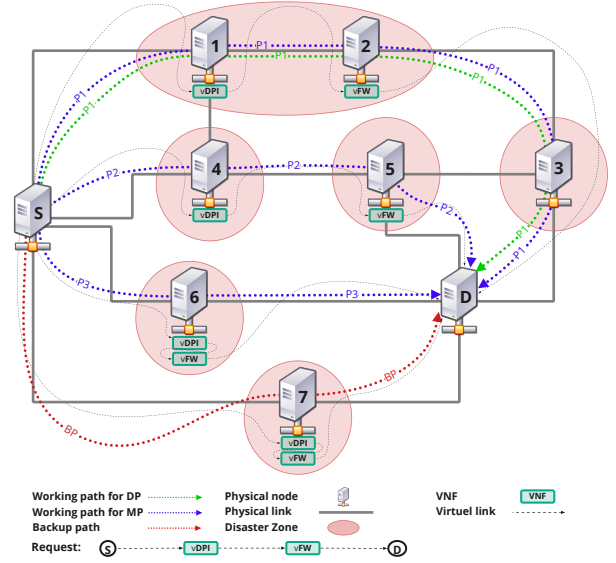 1
2
P1
P1
vDPI
vFW
P1
P1
P1
P1
4
5
3
P2
P2
vDPI
vFW
P2
S
P1
P1
P3
6
P3
D
vDPI
vFW
7
BP
BP
vDPI
vFW
Working path for DP
Physical node
VNF
VNF
Working path for MP
Physical link
Virtuel link
Backup path
Disaster Zone
Request:
S
vDPI
vFW
D